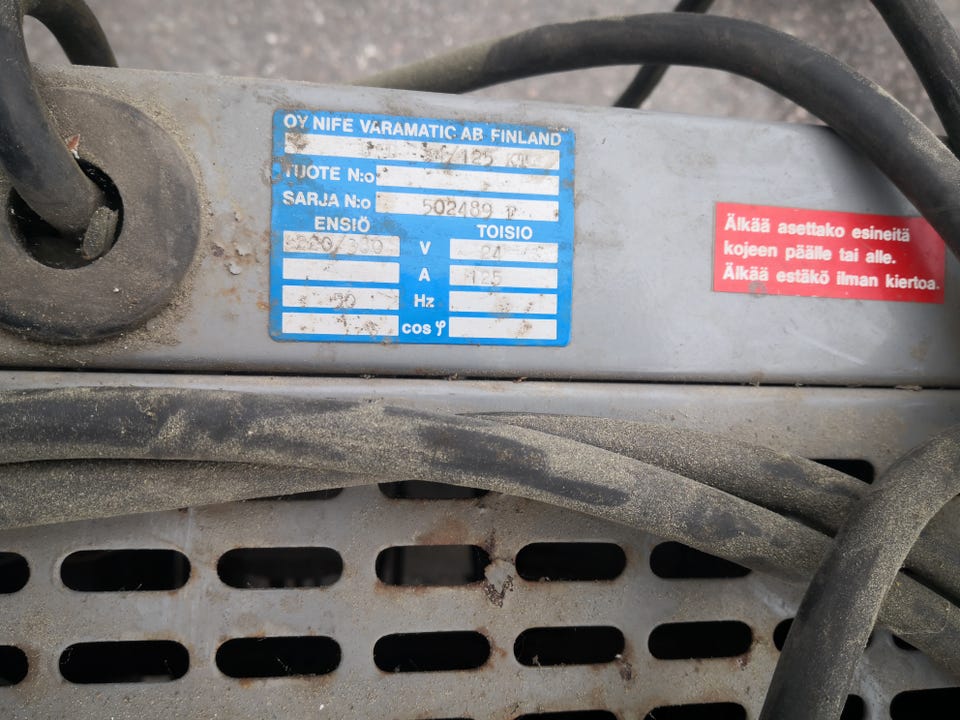 OY NIFE VARAMATIC AB FINLAND
/125
TUOTE N:o
SARJA N:o 502489
ENSIÖ TOISIO
V 24
A 125
Hz
cos φ
Älkää asettako esineitä
kojeen päälle tai alle.
Älkää estäkö ilman kiertoa.